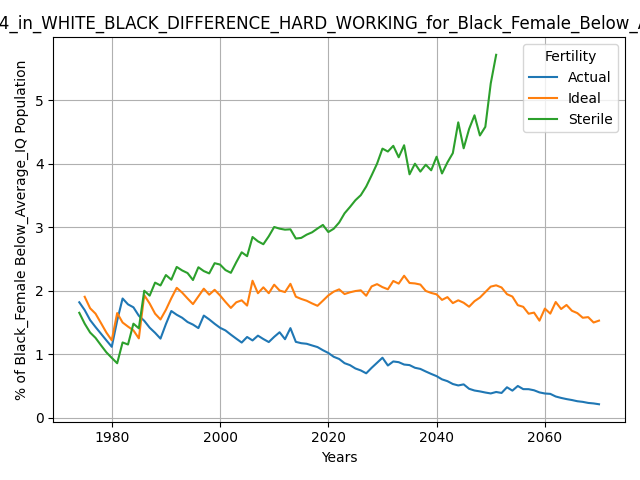 4_in_WHITE_BLACK_DIFFERENCE_HARD_WORKING_for_Black_Female_Below_
Fertility
Actual
Ideal
Sterile
% of Black_Female Below_Average_IQ Population
5
4
3
2
1
0
1980 2000 2020 2040 2060
Years